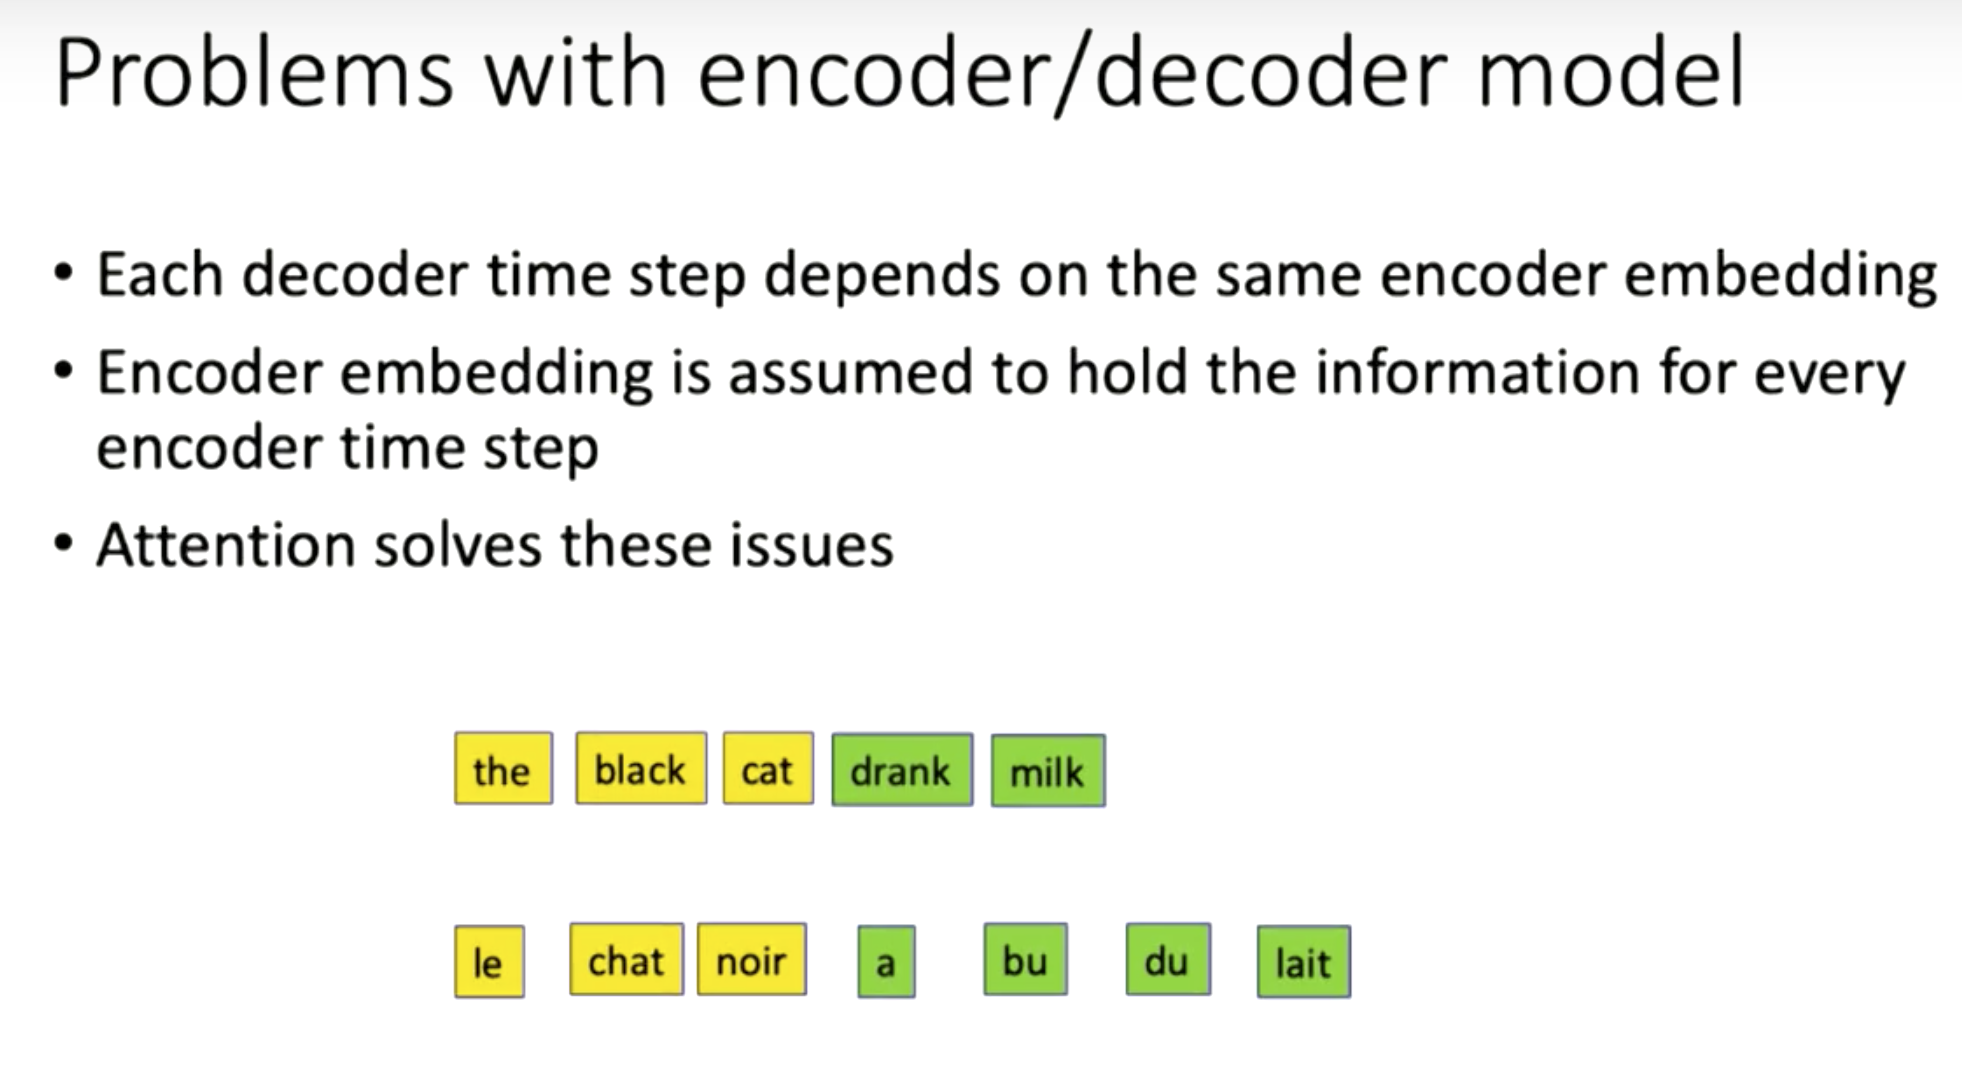 Problems with encoder/decoder model
• Each decoder time step depends on the same encoder embedding
• Encoder embedding is assumed to hold the information for every
encoder time step
• Attention solves these issues
the black cat drank milk
le chat noir a bu du lait